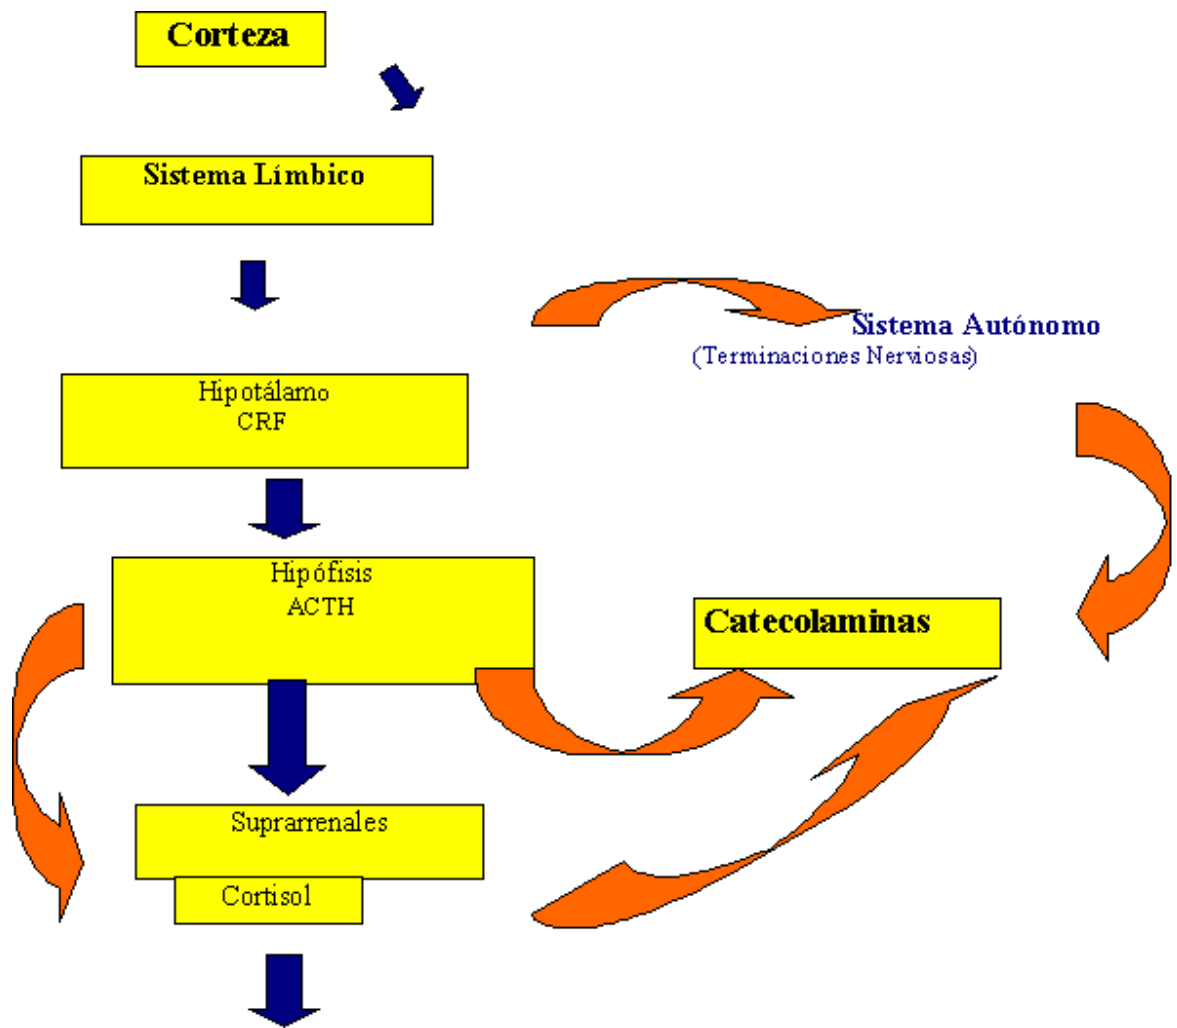 Corteza
Sistema Límbico
Sistema Autónomo
(Terminaciones Nerviosas)
Hipotálamo
CRF
Hipófisis
ACTH
Catecolaminas
Suprarrenales
Cortisol